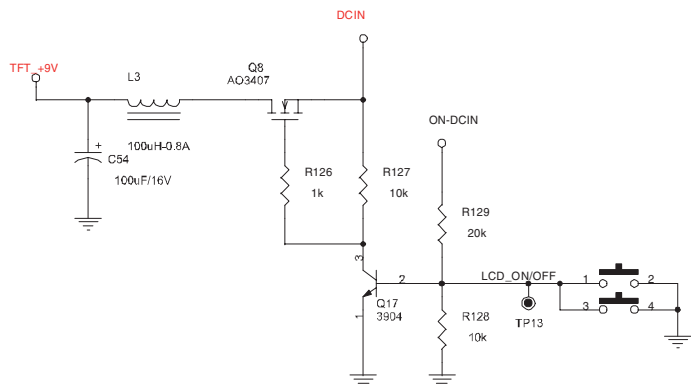 DCIN
TFT_+9V
L3
Q8
AO3407
ON-DCIN
+
100uH-0.8A
C54
100uF/16V
R126
1k
R127
10k
R129
20k
3
2
LCD_ON/OFF
1
2
Q17
3904
3
4
TP13
1
R128
10k